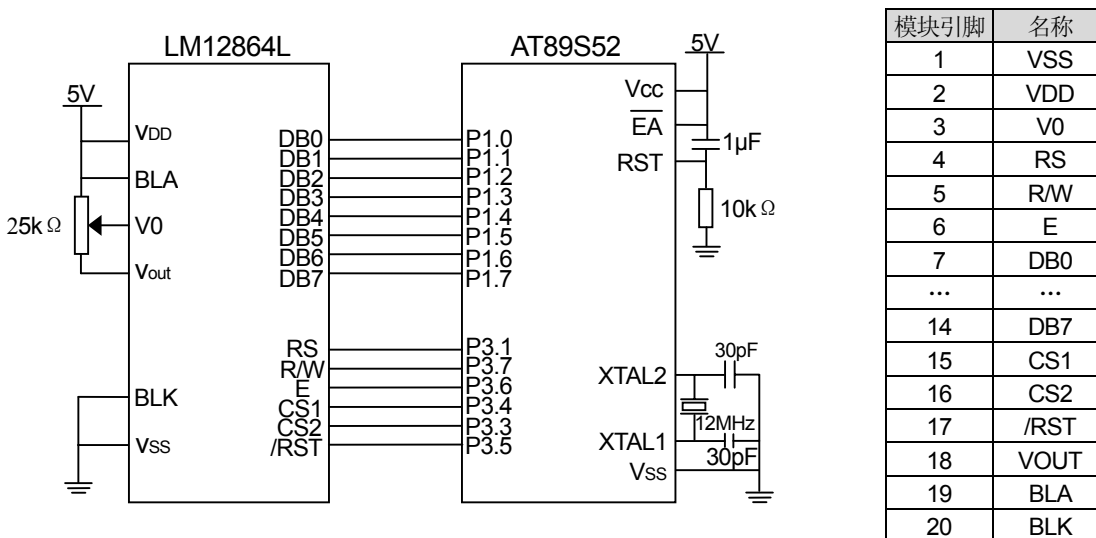 LM12864L
5V
VDD
BLA
25kΩ
V0
Vout
BLK
Vss
DB0
DB1
DB2
DB3
DB4
DB5
DB6
DB7
RS
R/W
E
CS1
CS2
/RST
AT89S52
P1.0
P1.1
P1.2
P1.3
P1.4
P1.5
P1.6
P1.7
P3.1
P3.7
P3.6
P3.4
P3.3
P3.5
5V
Vcc
EA
1μF
RST
10kΩ
30pF
XTAL2
12MHz
XTAL1
30pF
Vss
模块引脚 名称
1 VSS
2 VDD
3 V0
4 RS
5 R/W
6 E
7 DB0
… …
14 DB7
15 CS1
16 CS2
17 /RST
18 VOUT
19 BLA
20 BLK